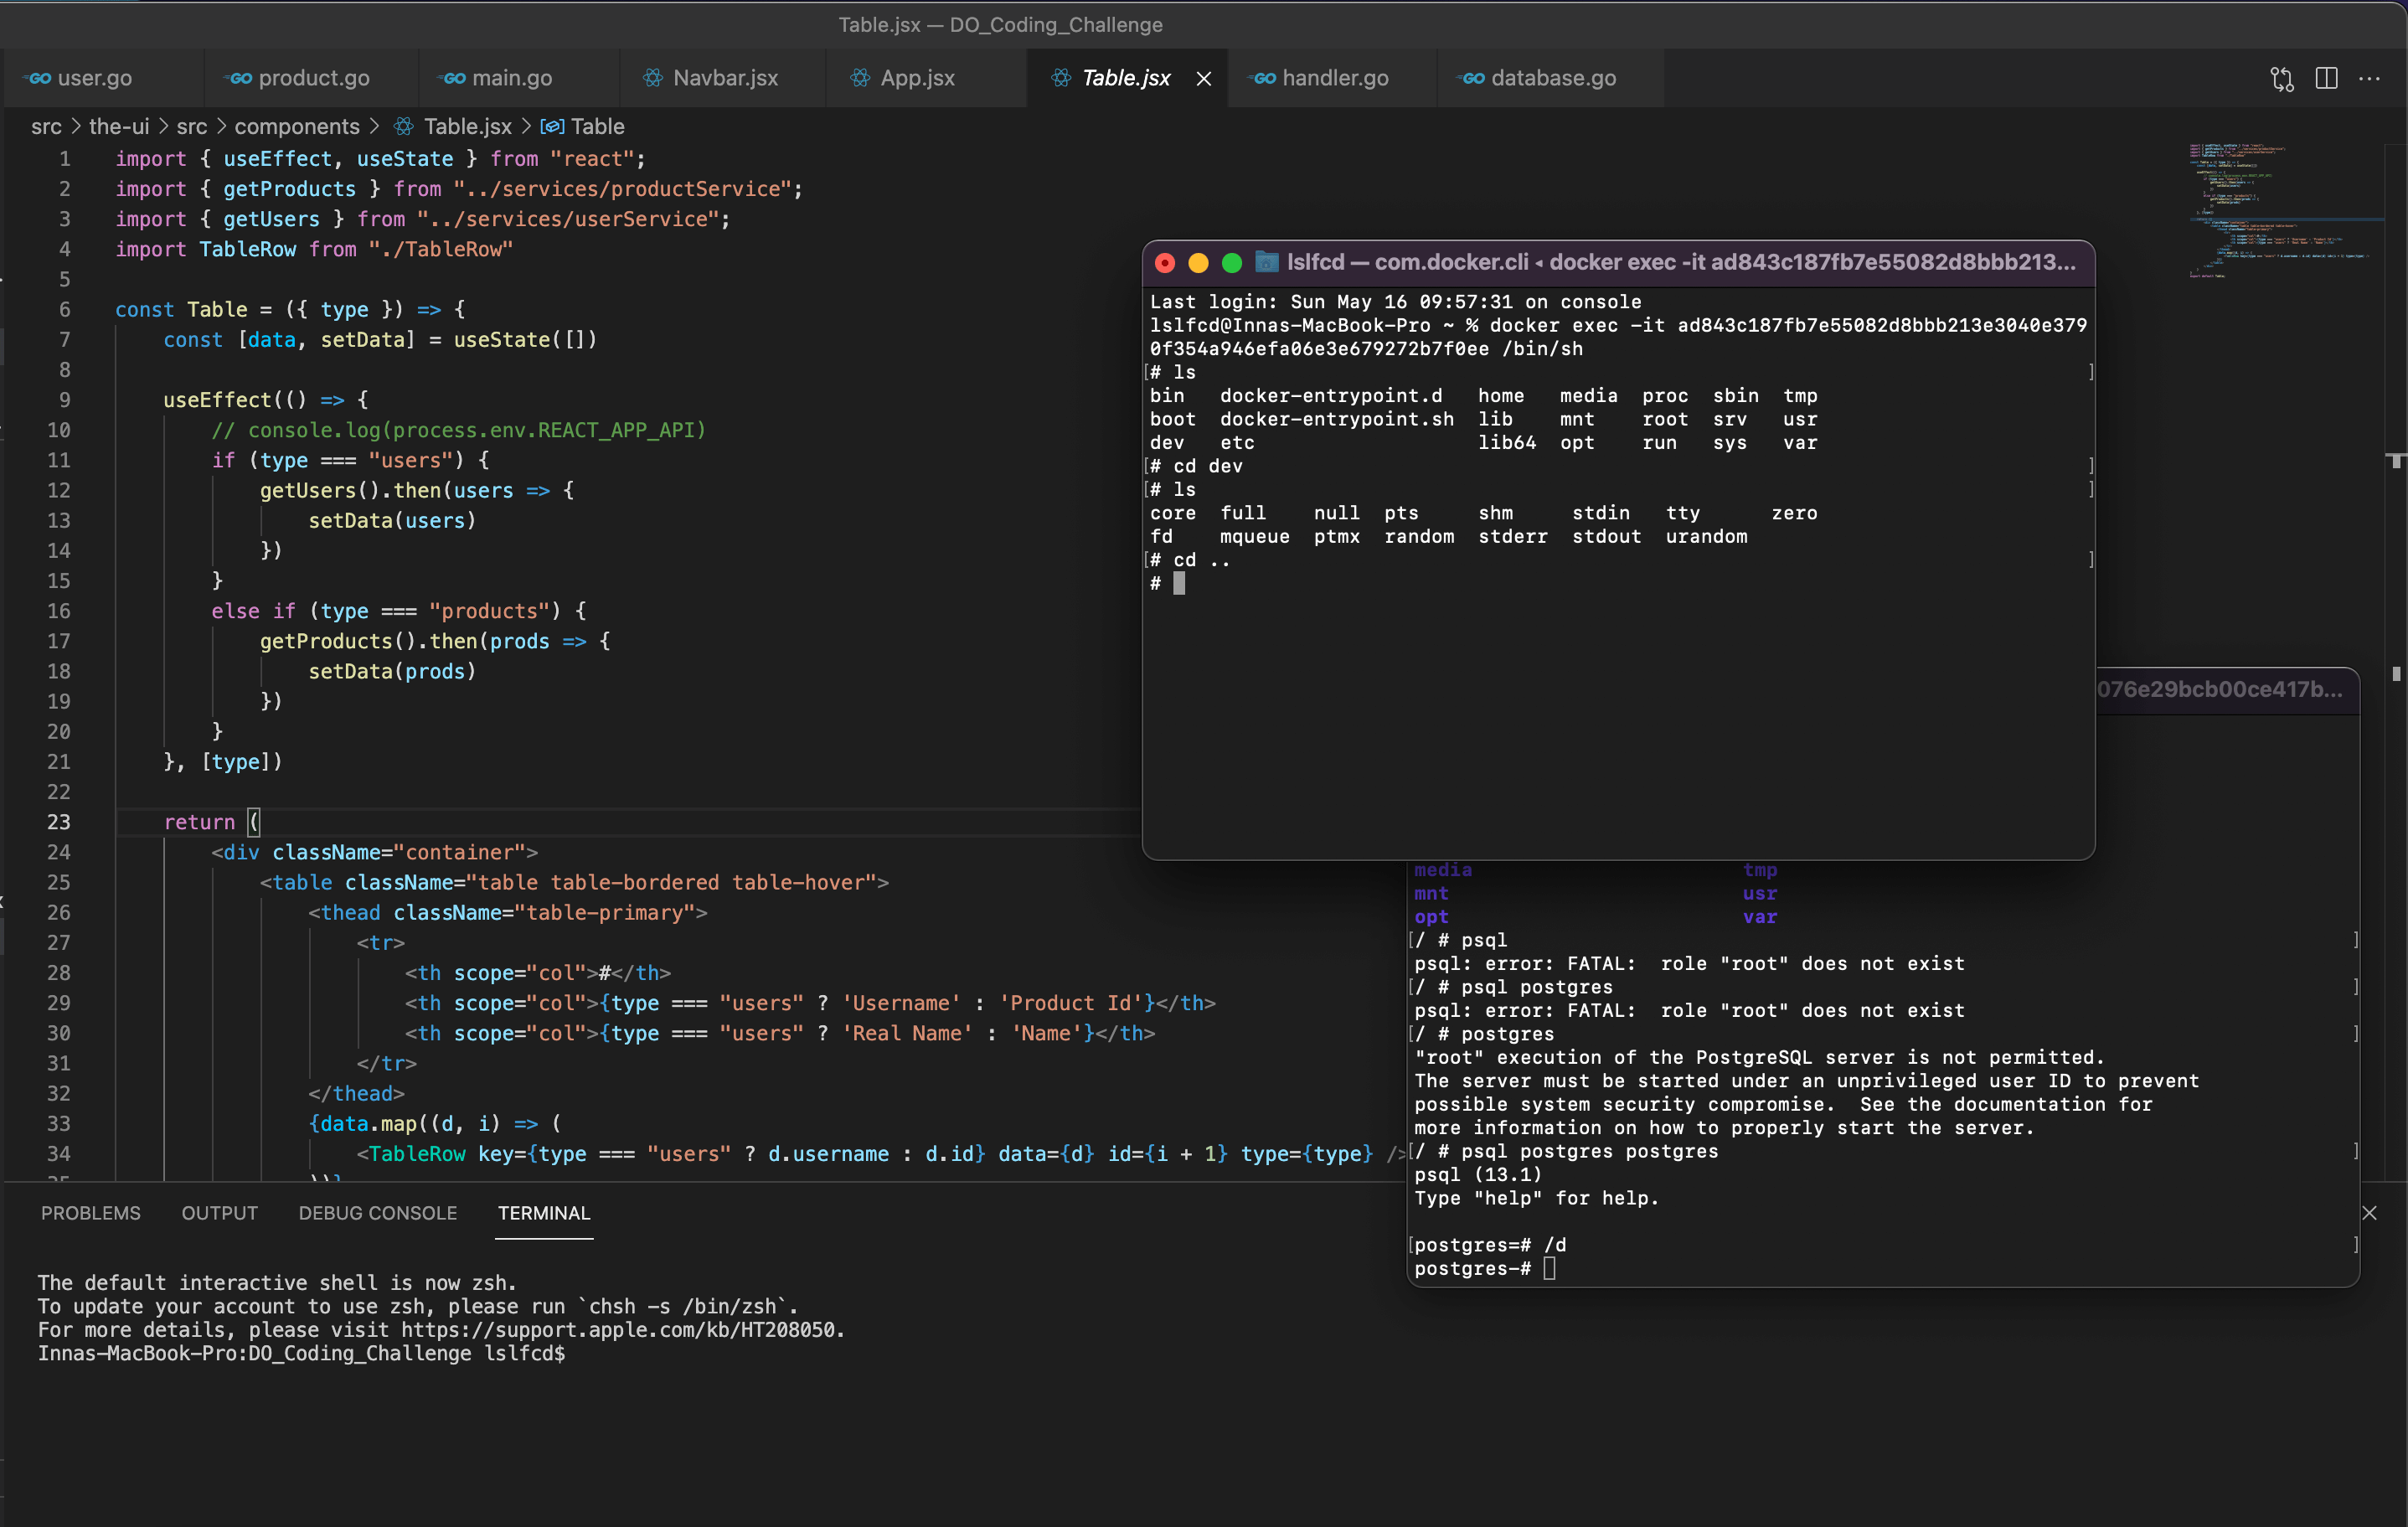 Table.jsx — DO_Coding_Challenge
user.go
product.go
main.go
Navbar.jsx
App.jsx
Table.jsx
handler.go
database.go
src > the-ui > src > components > Table.jsx > Table
1 import { useEffect, useState } from "react";
2 import { getProducts } from "../services/productService";
3 import { getUsers } from "../services/userService";
4 import TableRow from "./TableRow"
5
6 const Table = ({ type }) => {
7 const [data, setData] = useState([])
8
9 useEffect(() => {
10 // console.log(process.env.REACT_APP_API)
11 if (type === "users") {
12 getUsers().then(users => {
13 setData(users)
14 })
15 }
16 else if (type === "products") {
17 getProducts().then(prods => {
18 setData(prods)
19 })
20 }
21 }, [type])
22
23 return (
24 <div className="container">
25 <table className="table table-bordered table-hover">
26 <thead className="table-primary">
27 <tr>
28 <th scope="col">#</th>
29 <th scope="col">{type === "users" ? 'Username' : 'Product Id'}</th>
30 <th scope="col">{type === "users" ? 'Real Name' : 'Name'}</th>
31 </tr>
32 </thead>
33 {data.map((d, i) => (
34 <TableRow key={type === "users" ? d.username : d.id} data={d} id={i + 1} type={type} />
35 ))}
lslfcd — com.docker.cli ◂ docker exec -it ad843c187fb7e55082d8bbb213...
Last login: Sun May 16 09:57:31 on console
lslfcd@Innas-MacBook-Pro ~ % docker exec -it ad843c187fb7e55082d8bbb213e3040e379
0f354a946efa06e3e679272b7f0ee /bin/sh
[# ls ]
bin docker-entrypoint.d home media proc sbin tmp
boot docker-entrypoint.sh lib mnt root srv usr
dev etc lib64 opt run sys var
[# cd dev ]
[# ls ]
core full null pts shm stdin tty zero
fd mqueue ptmx random stderr stdout urandom
[# cd .. ]
#
076e29bcb00ce417b...
media tmp
mnt usr
opt var
[/ # psql ]
psql: error: FATAL: role "root" does not exist
[/ # psql postgres ]
psql: error: FATAL: role "root" does not exist
[/ # postgres ]
"root" execution of the PostgreSQL server is not permitted.
The server must be started under an unprivileged user ID to prevent
possible system security compromise. See the documentation for
more information on how to properly start the server.
[/ # psql postgres postgres ]
psql (13.1)
Type "help" for help.
[postgres=# /d ]
postgres-#
PROBLEMS OUTPUT DEBUG CONSOLE TERMINAL
The default interactive shell is now zsh.
To update your account to use zsh, please run `chsh -s /bin/zsh`.
For more details, please visit https://support.apple.com/kb/HT208050.
Innas-MacBook-Pro:DO_Coding_Challenge lslfcd$